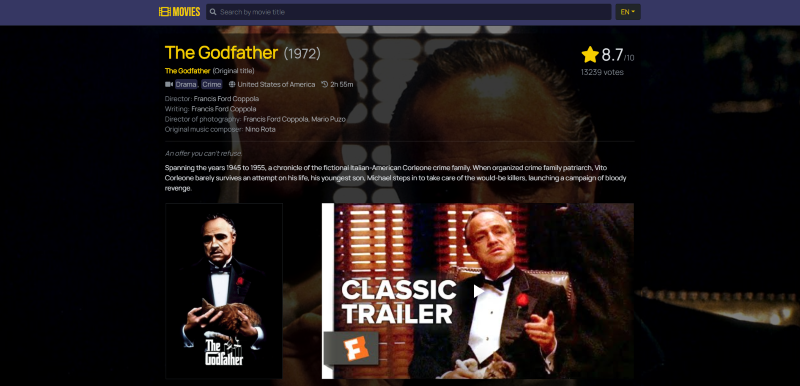 MOVIES
Search by movie title
EN
The Godfather (1972)
8.7/10
13239 votes
The Godfather (Original title)
Drama, Crime United States of America 2h 55m
Director: Francis Ford Coppola
Writing: Francis Ford Coppola
Director of photography: Francis Ford Coppola, Mario Puzo
Original music composer: Nino Rota
An offer you can't refuse.
Spanning the years 1945 to 1955, a chronicle of the fictional Italian-American Corleone crime family. When organized crime family patriarch, Vito
Corleone barely survives an attempt on his life, his youngest son, Michael steps in to take care of the would-be killers, launching a campaign of bloody
revenge.
The
Godfather
CLASSIC
TRAILER
F